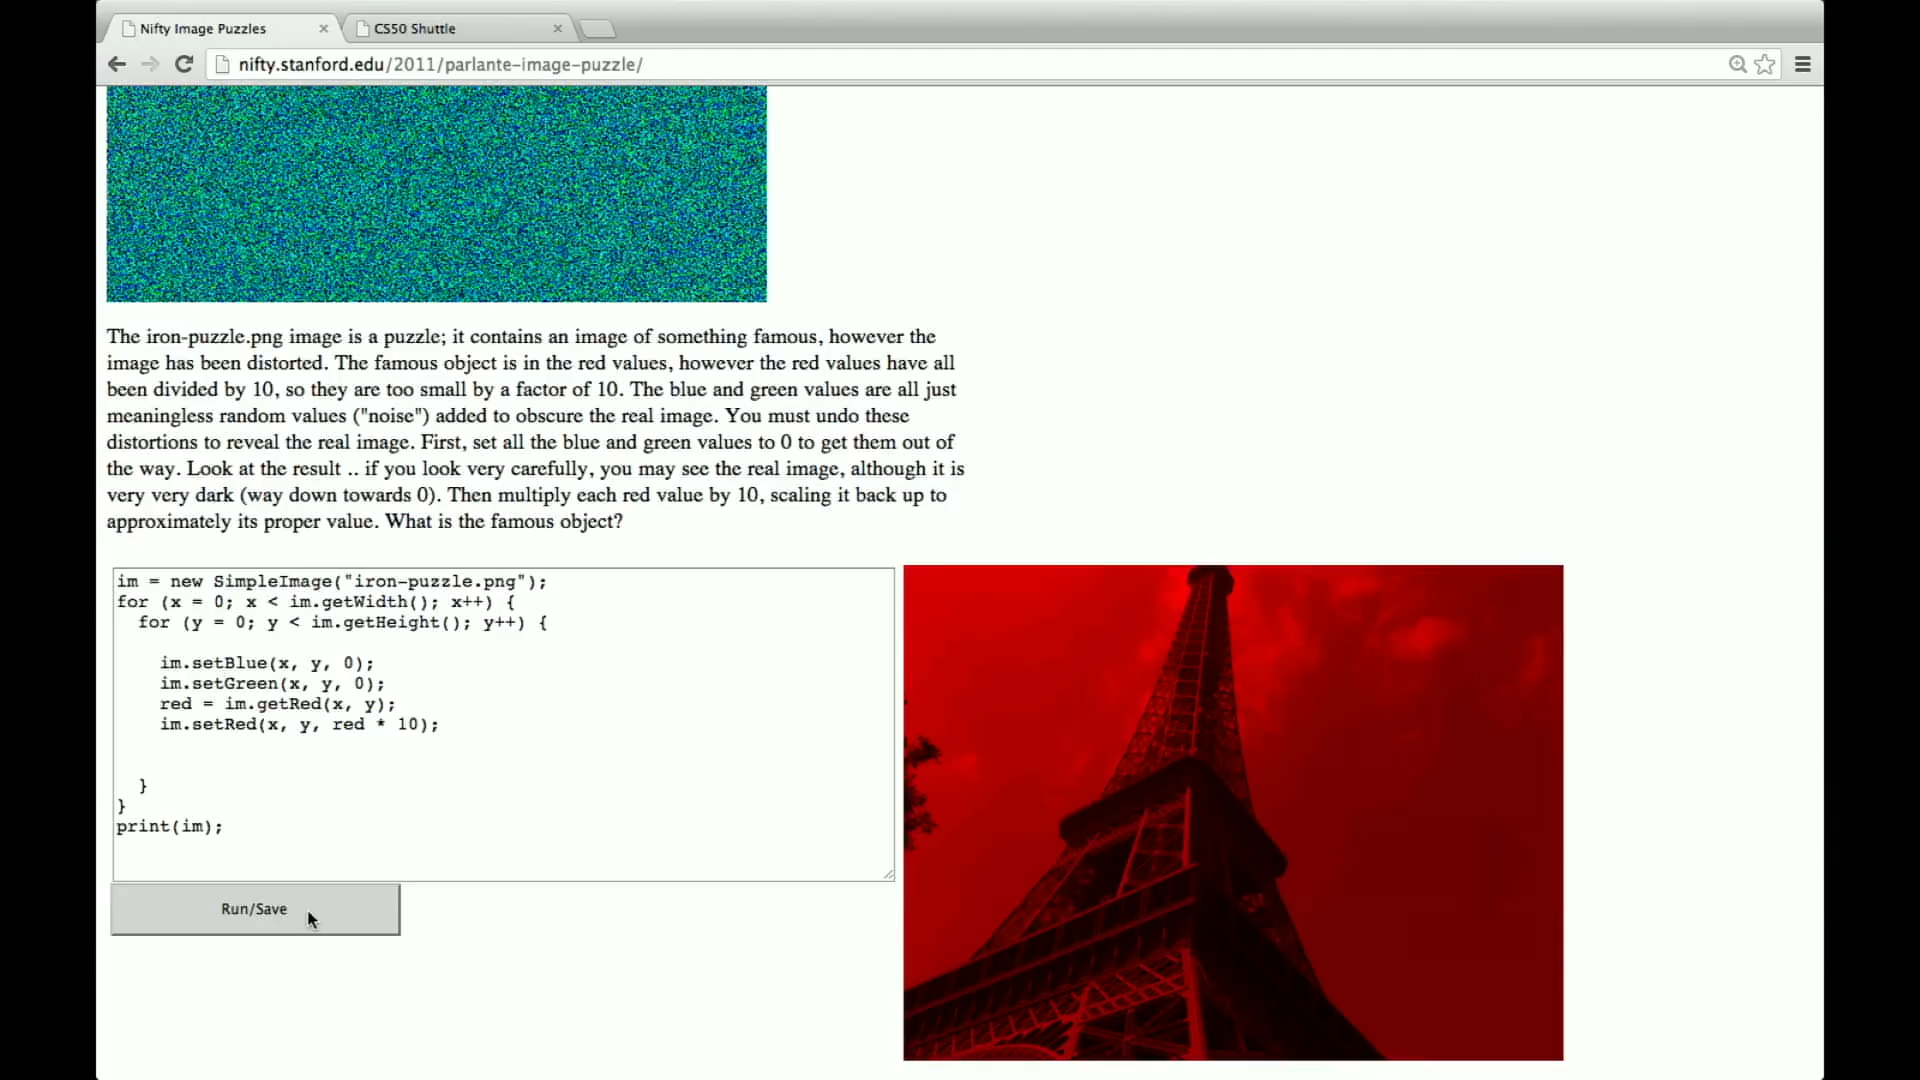 Nifty Image Puzzles
CS50 Shuttle
nifty.stanford.edu/2011/parlante-image-puzzle/
The iron-puzzle.png image is a puzzle; it contains an image of something famous, however the
image has been distorted. The famous object is in the red values, however the red values have all
been divided by 10, so they are too small by a factor of 10. The blue and green values are all just
meaningless random values ("noise") added to obscure the real image. You must undo these
distortions to reveal the real image. First, set all the blue and green values to 0 to get them out of
the way. Look at the result .. if you look very carefully, you may see the real image, although it is
very very dark (way down towards 0). Then multiply each red value by 10, scaling it back up to
approximately its proper value. What is the famous object?
im = new SimpleImage("iron-puzzle.png");
for (x = 0; x < im.getWidth(); x++) {
  for (y = 0; y < im.getHeight(); y++) {
    im.setBlue(x, y, 0);
    im.setGreen(x, y, 0);
    red = im.getRed(x, y);
    im.setRed(x, y, red * 10);
  }
}
print(im);
Run/Save